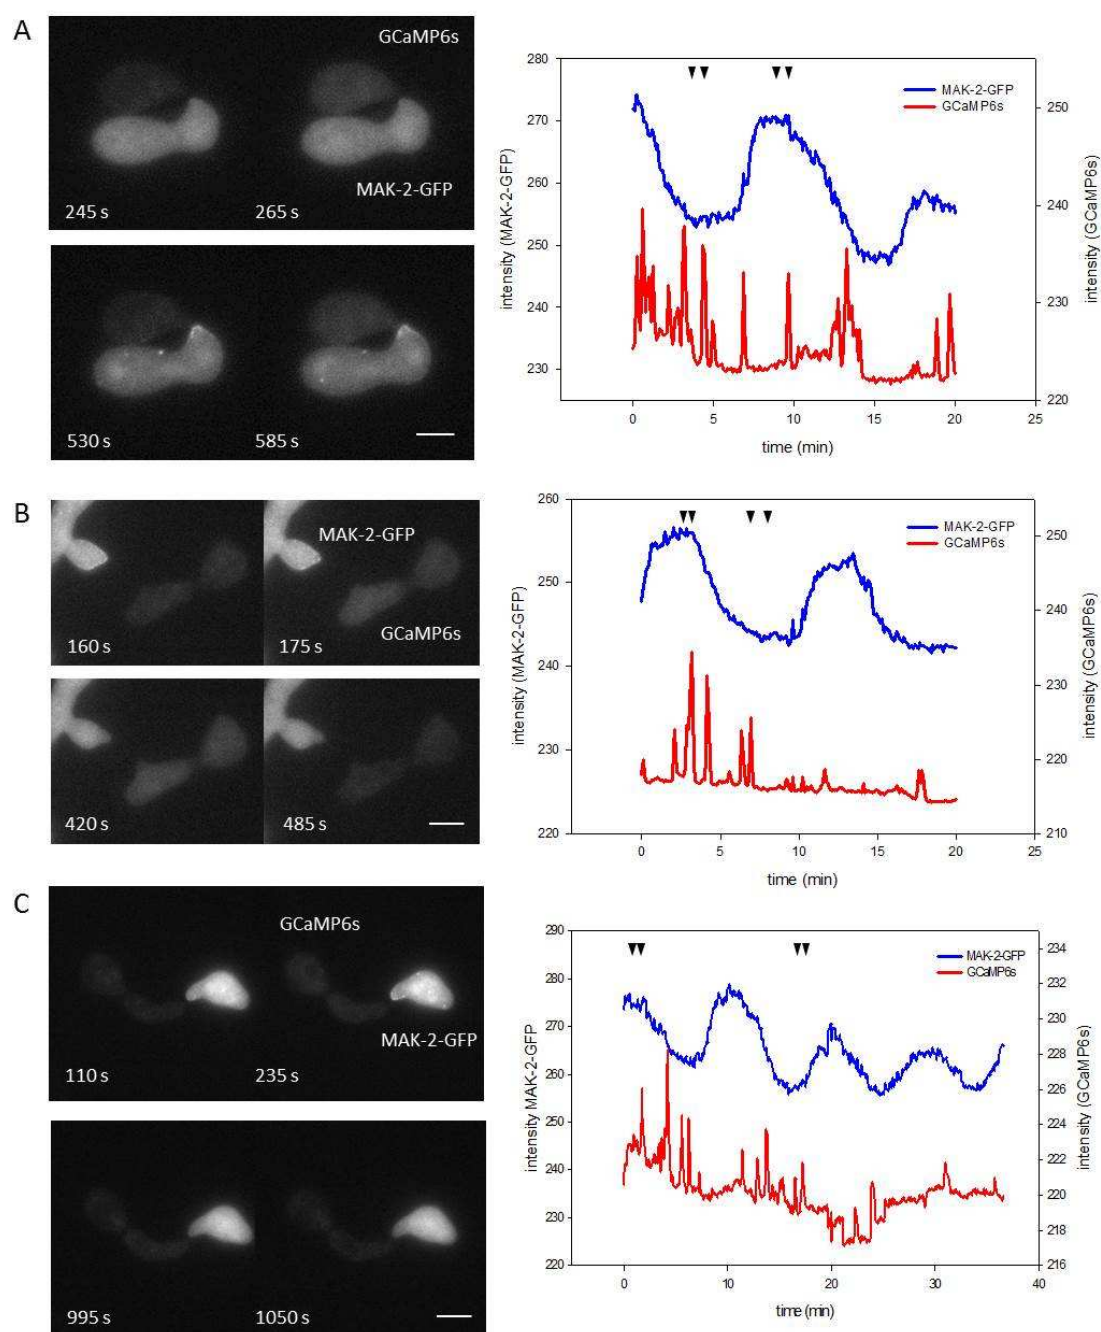 A
GCaMP6s
MAK-2-GFP
245 s
265 s
530 s
585 s
280
270
260
250
240
230
intensity (MAK-2-GFP)
MAK-2-GFP
GCaMP6s
250
240
230
220
intensity (GCaMP6s)
0
5
10
15
20
25
time (min)
B
MAK-2-GFP
GCaMP6s
160 s
175 s
420 s
485 s
260
250
240
230
220
intensity (MAK-2-GFP)
MAK-2-GFP
GCaMP6s
250
240
230
220
210
intensity (GCaMP6s)
0
5
10
15
20
25
time (min)
C
GCaMP6s
MAK-2-GFP
110 s
235 s
995 s
1050 s
290
280
270
260
250
240
230
220
intensity MAK-2-GFP
MAK-2-GFP
GCaMP6s
234
232
230
228
226
224
222
220
218
216
intensity (GCaMP6s)
0
10
20
30
40
time (min)